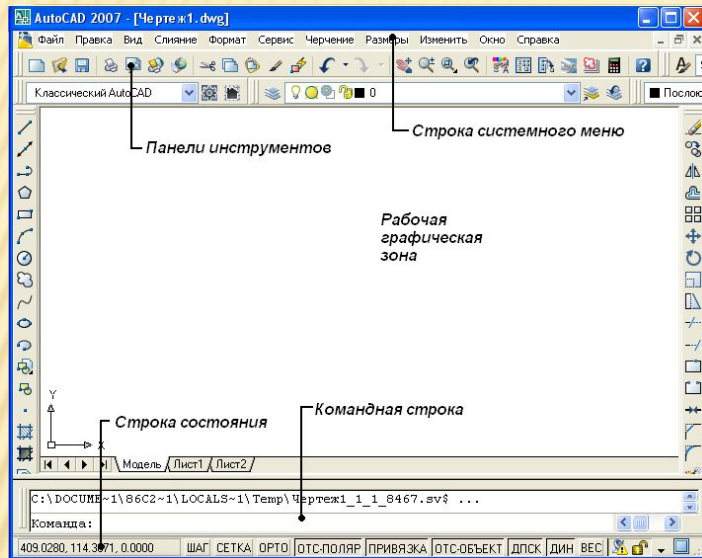 AutoCAD 2007 - [Чертеж1.dwg]
Файл Правка Вид Слияние Формат Сервис Черчение Размеры Изменить Окно Справка
Классический AutoCAD 0 Послою
Строка системного меню
Панели инструментов
Рабочая
графическая
зона
Y
X
Строка состояния
Командная строка
Модель Лист1 Лист2
C:\DOCUME~1\86C2~1\LOCALS~1\Temp\Чертеж1_1_1_8467.sv$ ...
Команда:
409.0280, 114.3871, 0.0000 ШАГ СЕТКА ОРТО ОТС-ПОЛЯР ПРИВЯЗКА ОТС-ОБЪЕКТ ДПСК ДИН ВЕС